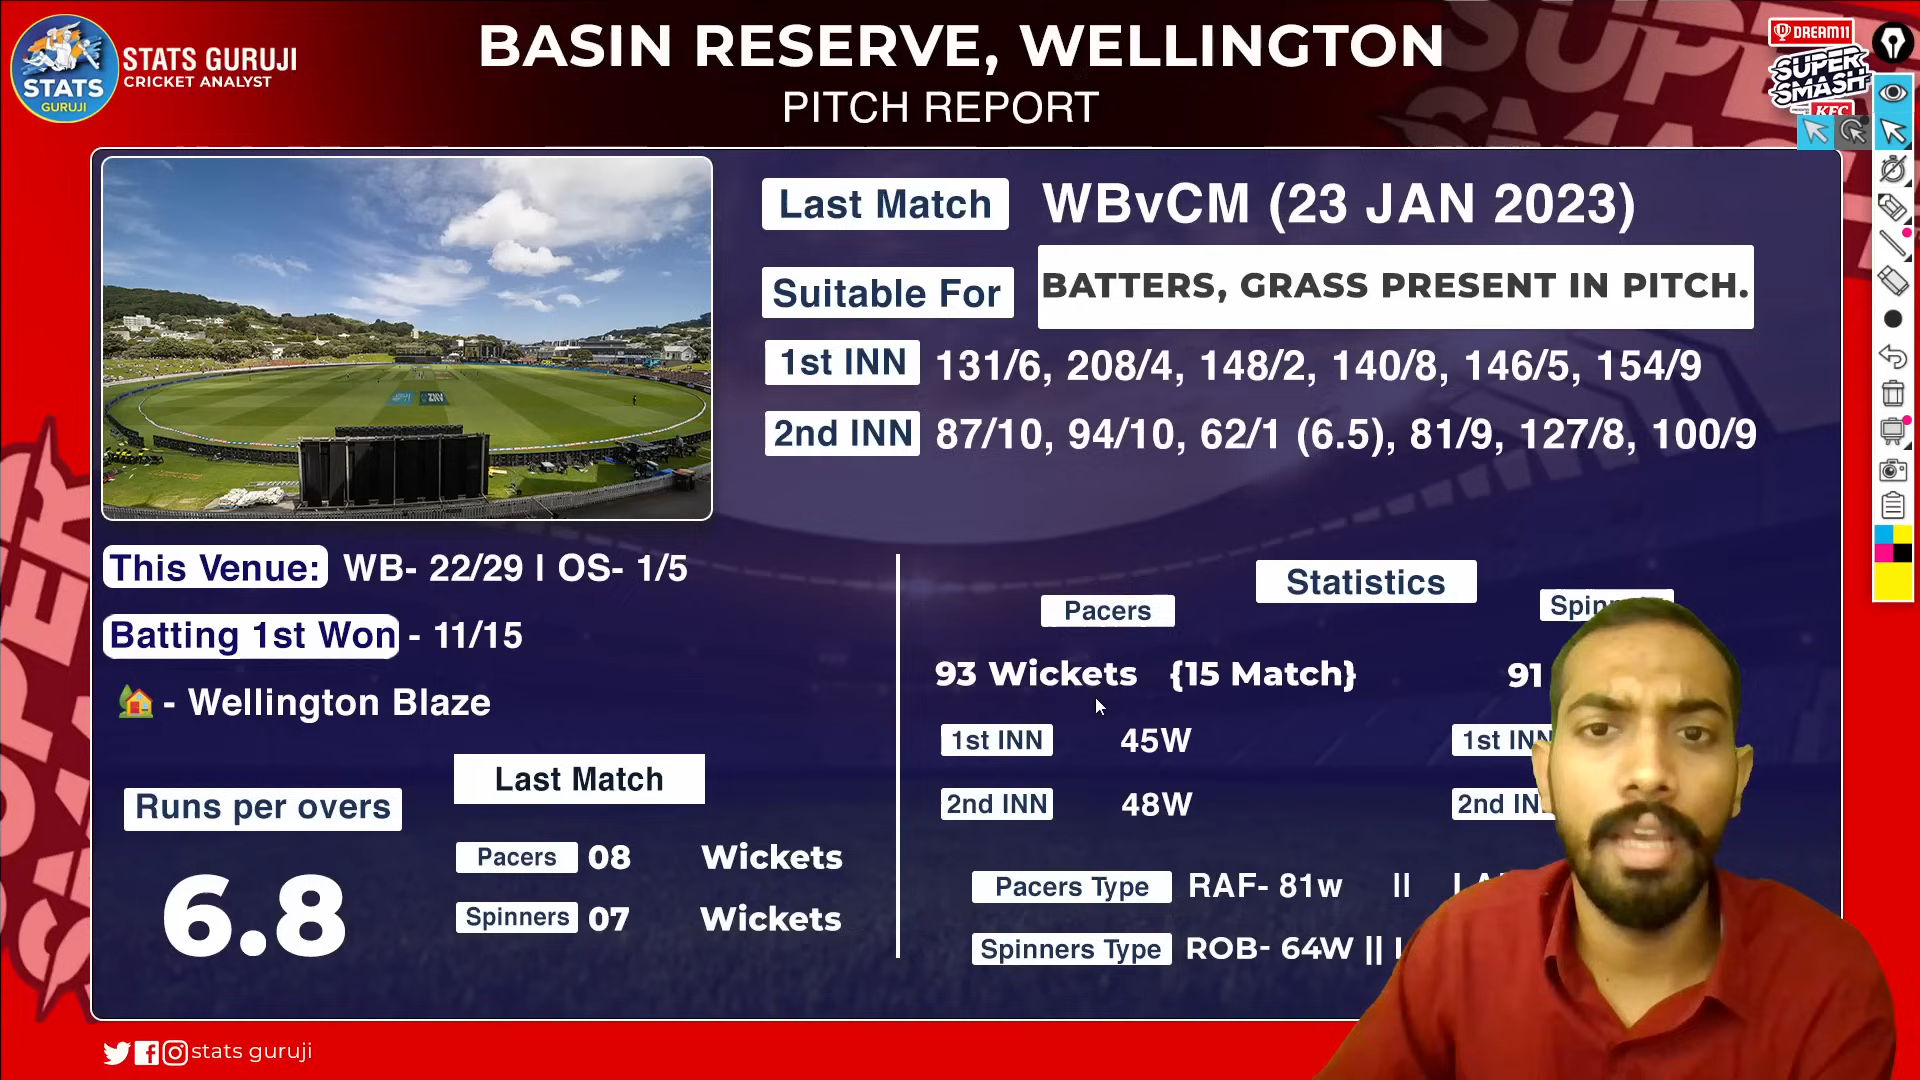 STATS GURUJI
CRICKET ANALYST
STATS
GURUJI
BASIN RESERVE, WELLINGTON
PITCH REPORT
DREAM11
SUPER
SMASH
KFC
Last Match WBvCM (23 JAN 2023)
Suitable For BATTERS, GRASS PRESENT IN PITCH.
1st INN 131/6, 208/4, 148/2, 140/8, 146/5, 154/9
2nd INN 87/10, 94/10, 62/1 (6.5), 81/9, 127/8, 100/9
This Venue: WB- 22/29 | OS- 1/5
Batting 1st Won - 11/15
- Wellington Blaze
Runs per overs
6.8
Last Match
Pacers 08 Wickets
Spinners 07 Wickets
Statistics
Pacers
93 Wickets {15 Match} 91
1st INN 45W 1st INN
2nd INN 48W 2nd
Pacers Type RAF- 81w ||
Spinners Type ROB- 64W ||
stats guruji